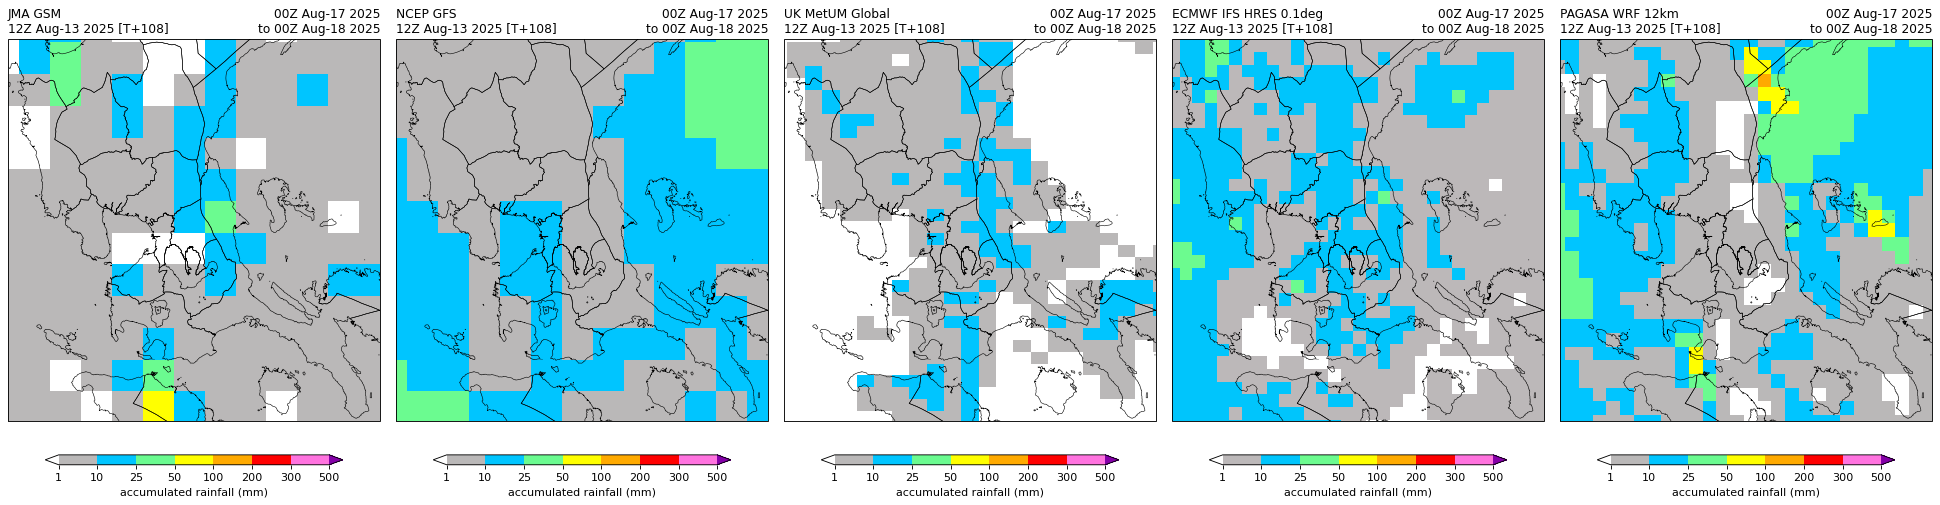 JMA GSM 00Z Aug-17 2025
12Z Aug-13 2025 [T+108] to 00Z Aug-18 2025
NCEP GFS 00Z Aug-17 2025
12Z Aug-13 2025 [T+108] to 00Z Aug-18 2025
UK MetUM Global 00Z Aug-17 2025
12Z Aug-13 2025 [T+108] to 00Z Aug-18 2025
ECMWF IFS HRES 0.1deg 00Z Aug-17 2025
12Z Aug-13 2025 [T+108] to 00Z Aug-18 2025
PAGASA WRF 12km 00Z Aug-17 2025
12Z Aug-13 2025 [T+108] to 00Z Aug-18 2025
1 10 25 50 100 200 300 500
accumulated rainfall (mm)
1 10 25 50 100 200 300 500
accumulated rainfall (mm)
1 10 25 50 100 200 300 500
accumulated rainfall (mm)
1 10 25 50 100 200 300 500
accumulated rainfall (mm)
1 10 25 50 100 200 300 500
accumulated rainfall (mm)